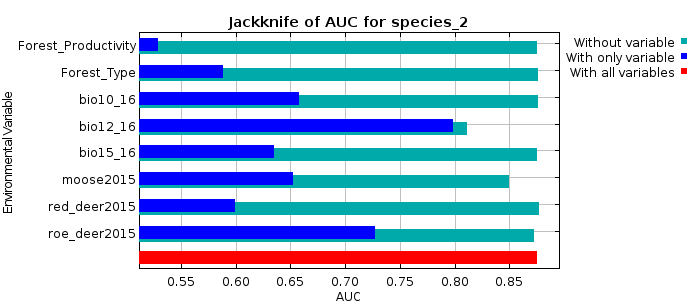 Jackknife of AUC for species_2
Environmental Variable
Forest_Productivity
Forest_Type
bio10_16
bio12_16
bio15_16
moose2015
red_deer2015
roe_deer2015
0.55 0.60 0.65 0.70 0.75 0.80 0.85
AUC
Without variable
With only variable
With all variables